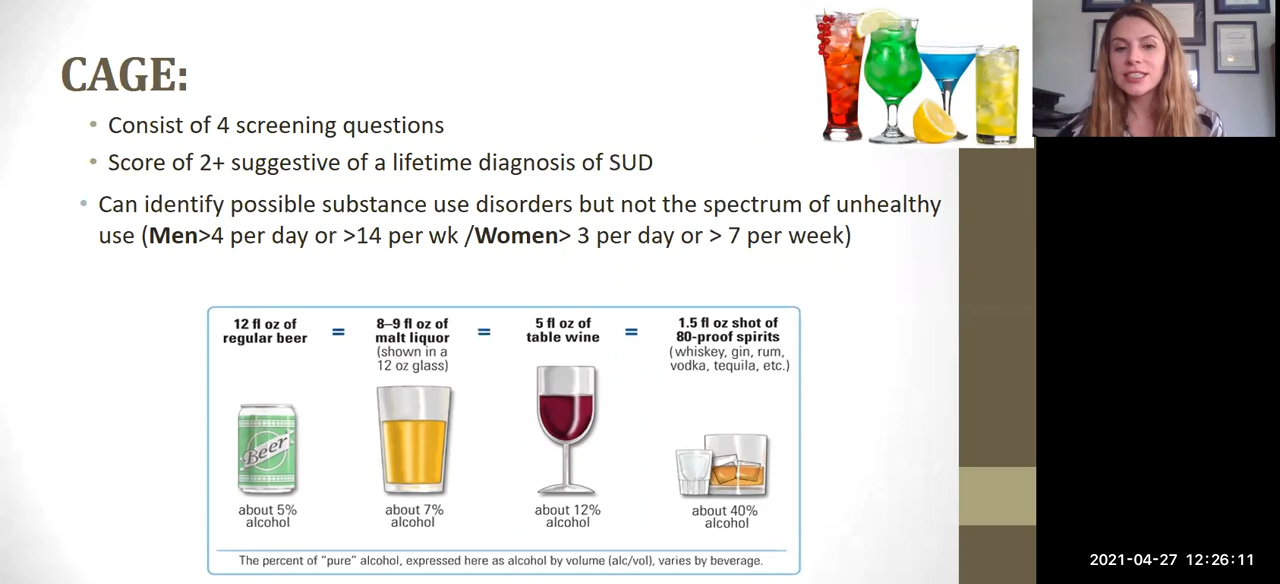 CAGE:
• Consist of 4 screening questions
• Score of 2+ suggestive of a lifetime diagnosis of SUD
• Can identify possible substance use disorders but not the spectrum of unhealthy
use (Men>4 per day or >14 per wk /Women> 3 per day or > 7 per week)
12 fl oz of
regular beer
=
8–9 fl oz of
malt liquor
(shown in a
12 oz glass)
=
5 fl oz of
table wine
=
1.5 fl oz shot of
80-proof spirits
(whiskey, gin, rum,
vodka, tequila, etc.)
Beer
about 5%
alcohol
about 7%
alcohol
about 12%
alcohol
about 40%
alcohol
The percent of “pure” alcohol, expressed here as alcohol by volume (alc/vol), varies by beverage.
2021-04-27 12:26:11